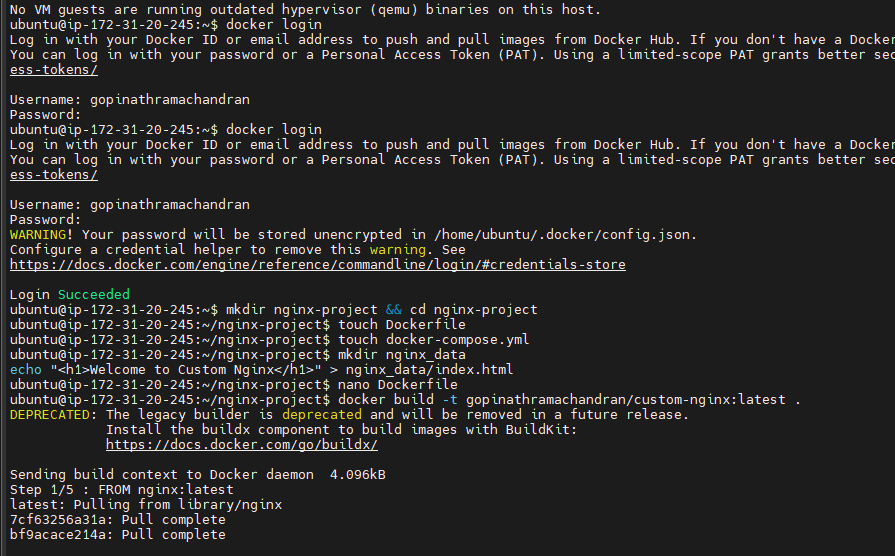 No VM guests are running outdated hypervisor (qemu) binaries on this host.
ubuntu@ip-172-31-20-245:~$ docker login
Log in with your Docker ID or email address to push and pull images from Docker Hub. If you don't have a Docker
You can log in with your password or a Personal Access Token (PAT). Using a limited-scope PAT grants better sec
ess-tokens/
Username: gopinathramachandran
Password:
ubuntu@ip-172-31-20-245:~$ docker login
Log in with your Docker ID or email address to push and pull images from Docker Hub. If you don't have a Docker
You can log in with your password or a Personal Access Token (PAT). Using a limited-scope PAT grants better sec
ess-tokens/
Username: gopinathramachandran
Password:
WARNING! Your password will be stored unencrypted in /home/ubuntu/.docker/config.json.
Configure a credential helper to remove this warning. See
https://docs.docker.com/engine/reference/commandline/login/#credentials-store
Login Succeeded
ubuntu@ip-172-31-20-245:~$ mkdir nginx-project && cd nginx-project
ubuntu@ip-172-31-20-245:~/nginx-project$ touch Dockerfile
ubuntu@ip-172-31-20-245:~/nginx-project$ touch docker-compose.yml
ubuntu@ip-172-31-20-245:~/nginx-project$ mkdir nginx_data
echo "<h1>Welcome to Custom Nginx</h1>" > nginx_data/index.html
ubuntu@ip-172-31-20-245:~/nginx-project$ nano Dockerfile
ubuntu@ip-172-31-20-245:~/nginx-project$ docker build -t gopinathramachandran/custom-nginx:latest .
DEPRECATED: The legacy builder is deprecated and will be removed in a future release.
Install the buildx component to build images with BuildKit:
https://docs.docker.com/go/buildx/
Sending build context to Docker daemon  4.096kB
Step 1/5 : FROM nginx:latest
latest: Pulling from library/nginx
7cf63256a31a: Pull complete
bf9acace214a: Pull complete